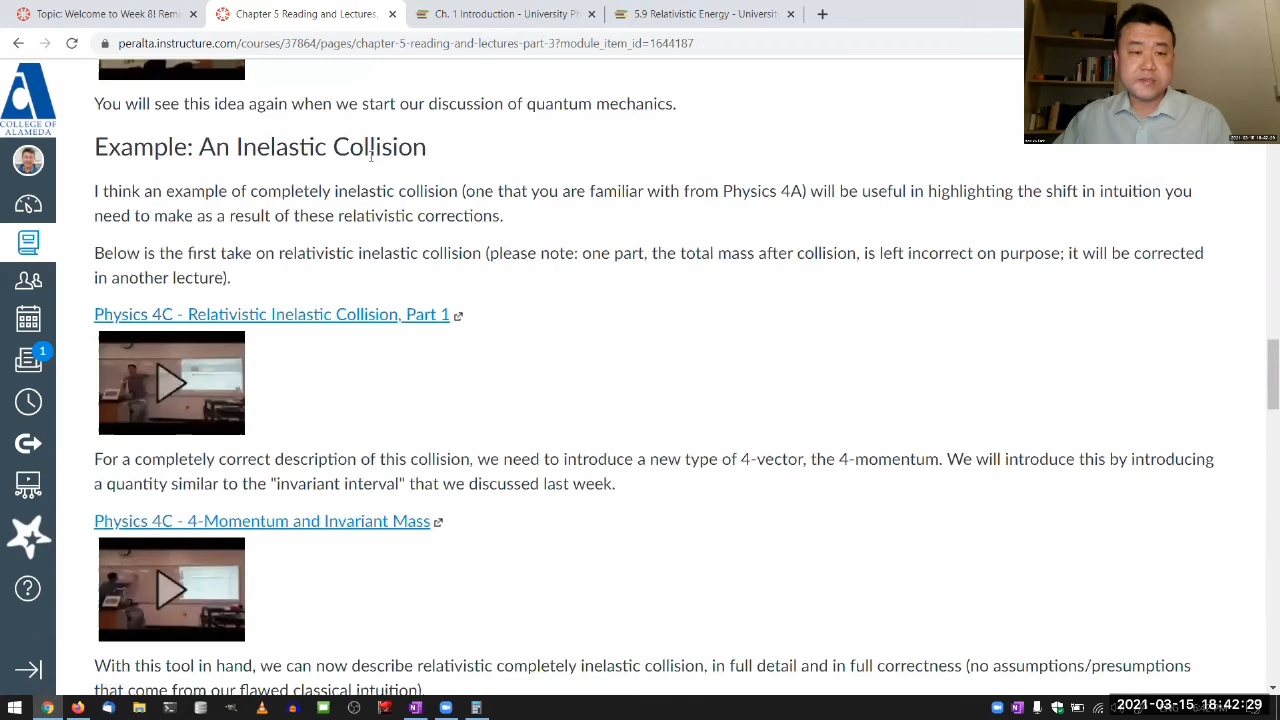 Topic: Welcome to Week 8! Rem
Chapter 5 Reading and Lectures,
Ch. 1 Introduction - University Ph
5.9 Relativistic Energy - Universit
peralta.instructure.com/courses/37864/pages/chapter-5-reading-and-lectures-part-3?module_item_id=1644187
2021-03-15 18:42:29
COLLEGE OF
ALAMEDA
You will see this idea again when we start our discussion of quantum mechanics.
Example: An Inelastic Collision
I think an example of completely inelastic collision (one that you are familiar with from Physics 4A) will be useful in highlighting the shift in intuition you
need to make as a result of these relativistic corrections.
Below is the first take on relativistic inelastic collision (please note: one part, the total mass after collision, is left incorrect on purpose; it will be corrected
in another lecture).
Physics 4C - Relativistic Inelastic Collision, Part 1
1
For a completely correct description of this collision, we need to introduce a new type of 4-vector, the 4-momentum. We will introduce this by introducing
a quantity similar to the "invariant interval" that we discussed last week.
Physics 4C - 4-Momentum and Invariant Mass
With this tool in hand, we can now describe relativistic completely inelastic collision, in full detail and in full correctness (no assumptions/presumptions
that come from our flawed classical intuition).
2021-03-15 18:42:29